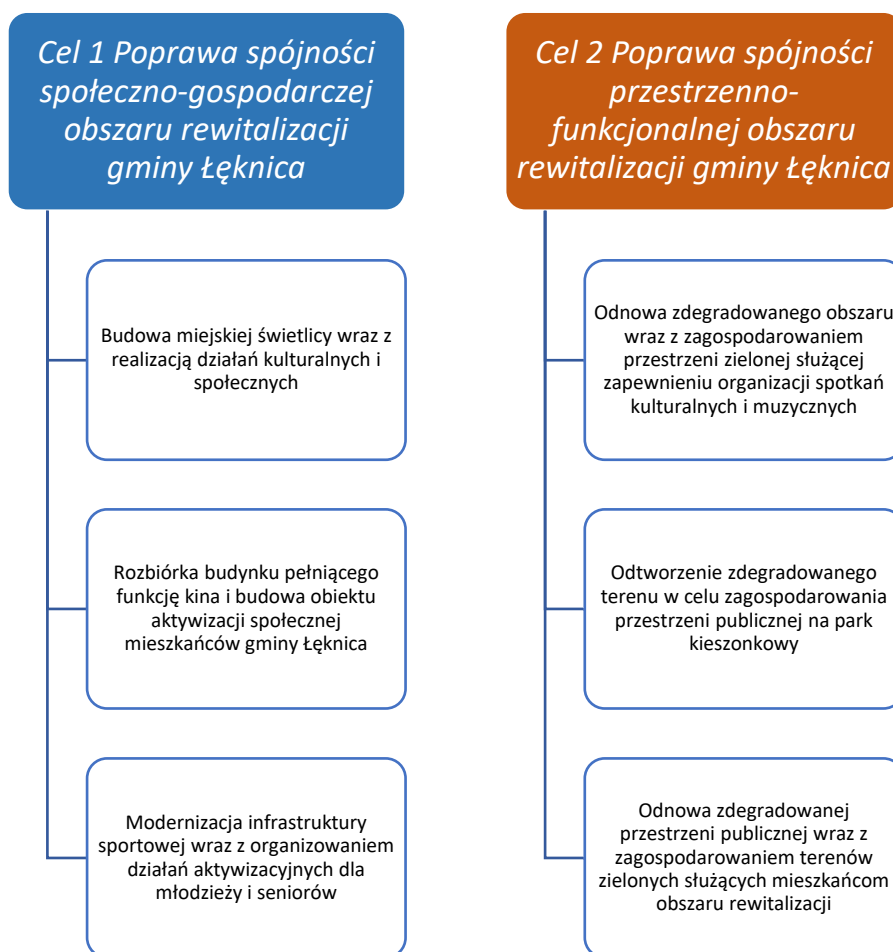 Cel 1 Poprawa spójności
społeczno-gospodarczej
obszaru rewitalizacji
gminy Łęknica
Budowa miejskiej świetlicy wraz z
realizacją działań kulturalnych i
społecznych
Rozbiórka budynku pełniącego
funkcję kina i budowa obiektu
aktywizacji społecznej
mieszkańców gminy Łęknica
Modernizacja infrastruktury
sportowej wraz z organizowaniem
działań aktywizacyjnych dla
młodzieży i seniorów
Cel 2 Poprawa spójności
przestrzenno-
funkcjonalnej obszaru
rewitalizacji gminy Łęknica
Odnowa zdegradowanego obszaru
wraz z zagospodarowaniem
przestrzeni zielonej służącej
zapewnieniu organizacji spotkań
kulturalnych i muzycznych
Odtworzenie zdegradowanego
terenu w celu zagospodarowania
przestrzeni publicznej na park
kieszonkowy
Odnowa zdegradowanej
przestrzeni publicznej wraz z
zagospodarowaniem terenów
zielonych służących mieszkańcom
obszaru rewitalizacji